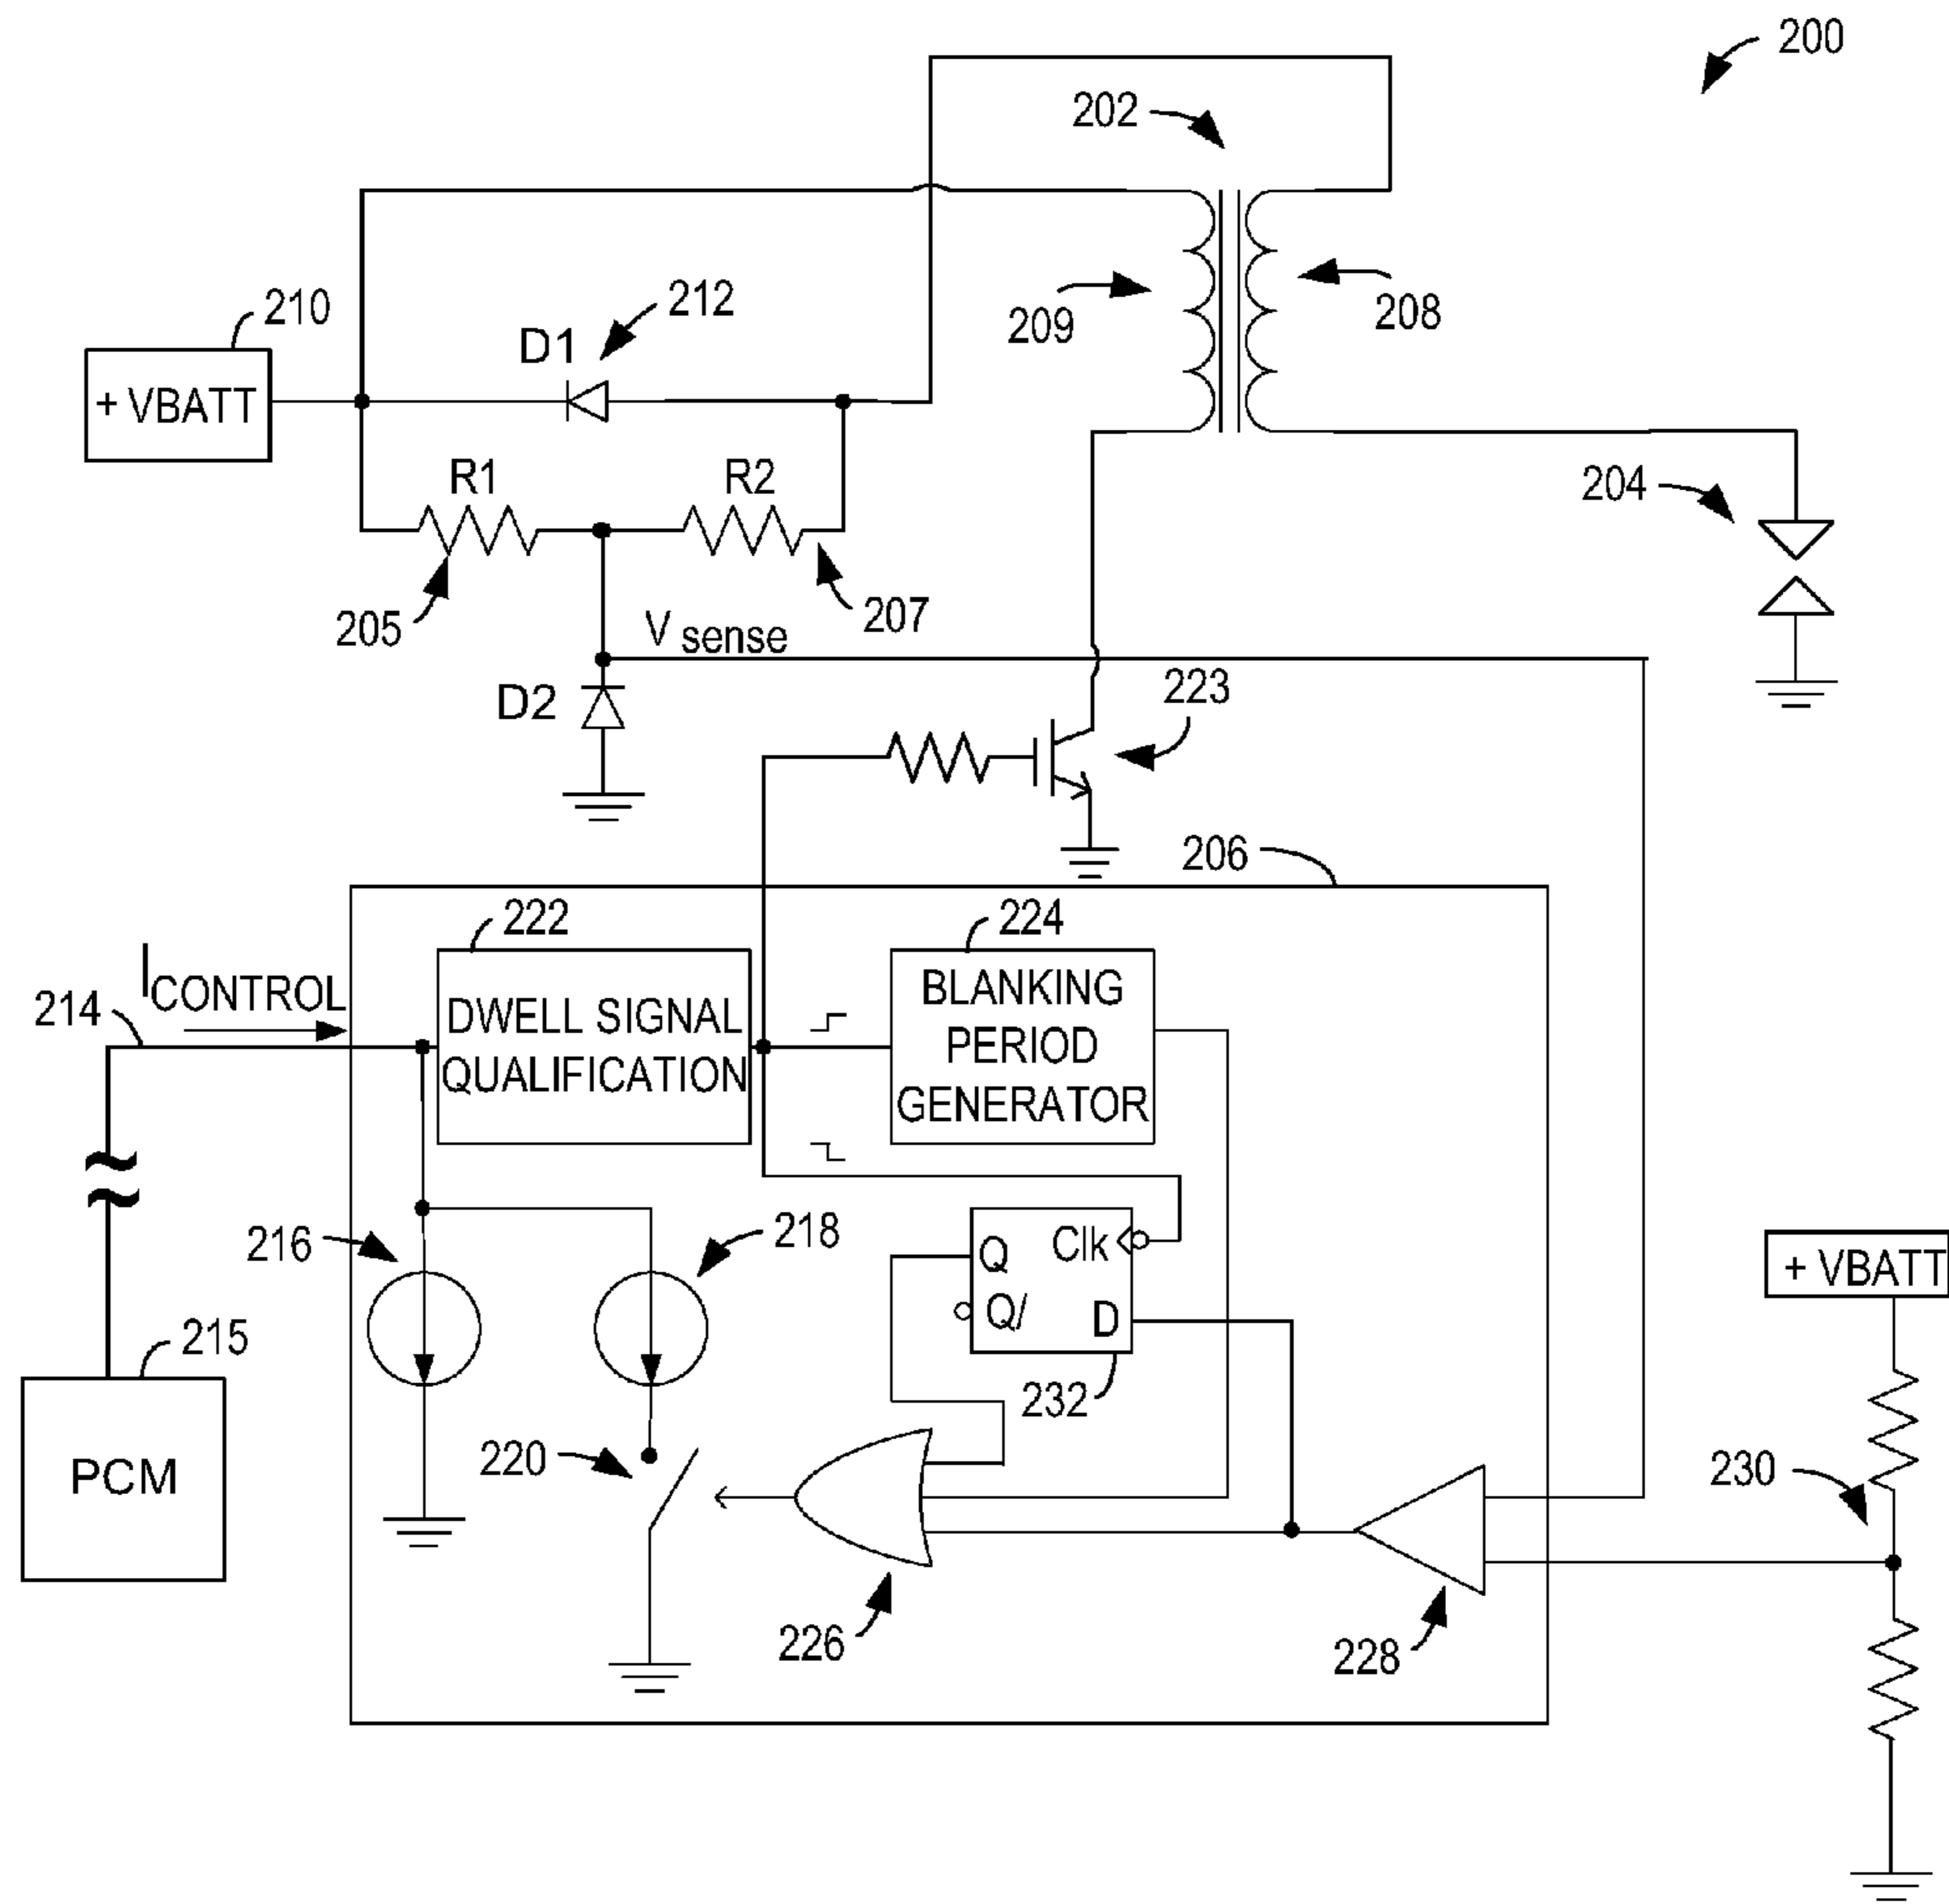 200
202
210
212
D1
209
208
+ VBATT
R1
R2
204
205
207
V sense
D2
223
206
222
224
I CONTROL
214
DWELL SIGNAL
QUALIFICATION
BLANKING
PERIOD
GENERATOR
216
218
Q
Clk
Q/
D
+ VBATT
215
232
PCM
220
230
226
228